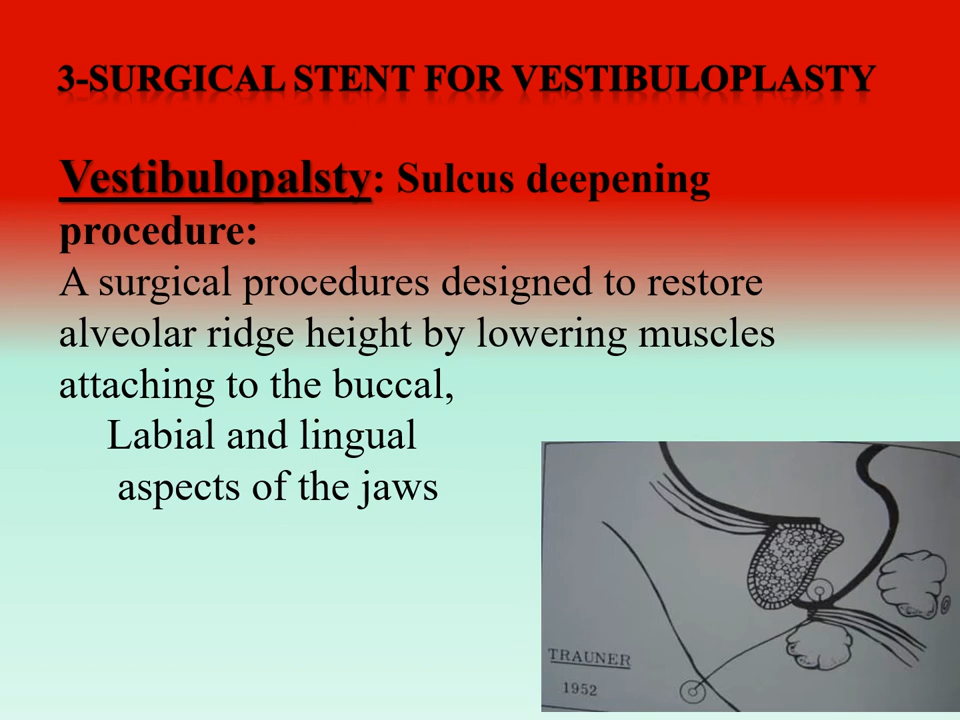 3-SURGICAL STENT FOR VESTIBULOPLASTY
Vestibulopalsty: Sulcus deepening
procedure:
A surgical procedures designed to restore
alveolar ridge height by lowering muscles
attaching to the buccal,
Labial and lingual
aspects of the jaws
TRAUNER
1952